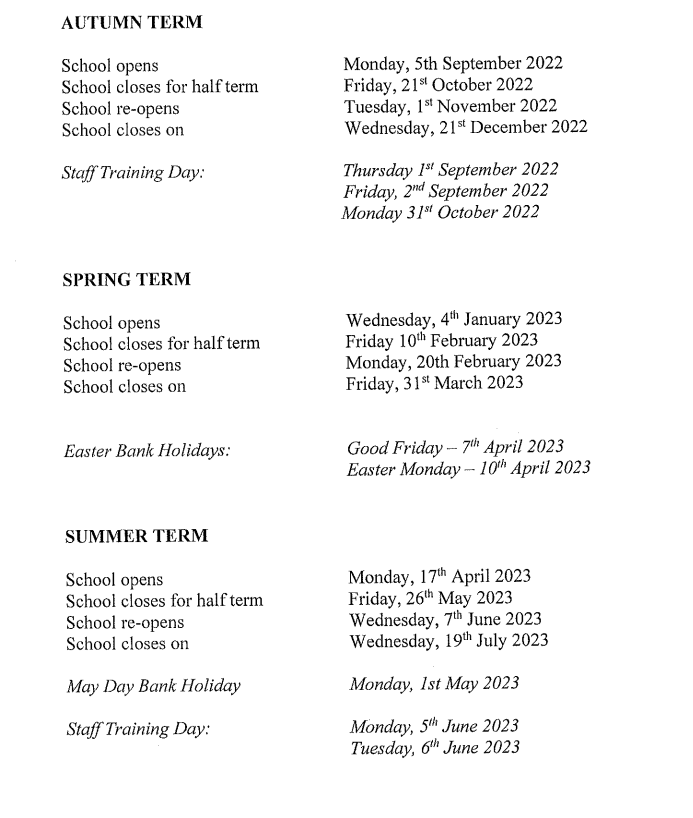 AUTUMN TERM
School opens Monday, 5th September 2022
School closes for half term Friday, 21st October 2022
School re-opens Tuesday, 1st November 2022
School closes on Wednesday, 21st December 2022
Staff Training Day: Thursday 1st September 2022
Friday, 2nd September 2022
Monday 31st October 2022
SPRING TERM
School opens Wednesday, 4th January 2023
School closes for half term Friday 10th February 2023
School re-opens Monday, 20th February 2023
School closes on Friday, 31st March 2023
Easter Bank Holidays: Good Friday – 7th April 2023
Easter Monday – 10th April 2023
SUMMER TERM
School opens Monday, 17th April 2023
School closes for half term Friday, 26th May 2023
School re-opens Wednesday, 7th June 2023
School closes on Wednesday, 19th July 2023
May Day Bank Holiday Monday, 1st May 2023
Staff Training Day: Monday, 5th June 2023
Tuesday, 6th June 2023